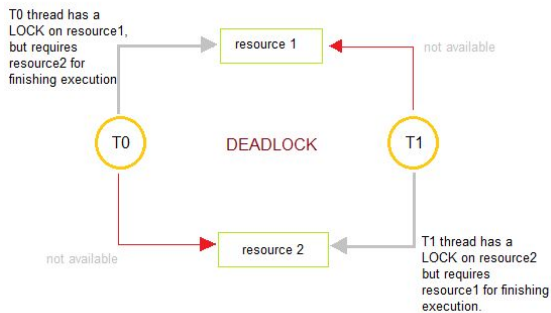 T0 thread has a
LOCK on resource1,
but requires
resource2 for
finishing execution
resource 1
not available
T0
DEADLOCK
T1
resource 2
not available
T1 thread has a
LOCK on resource2
but requires
resource1 for finishing
execution.